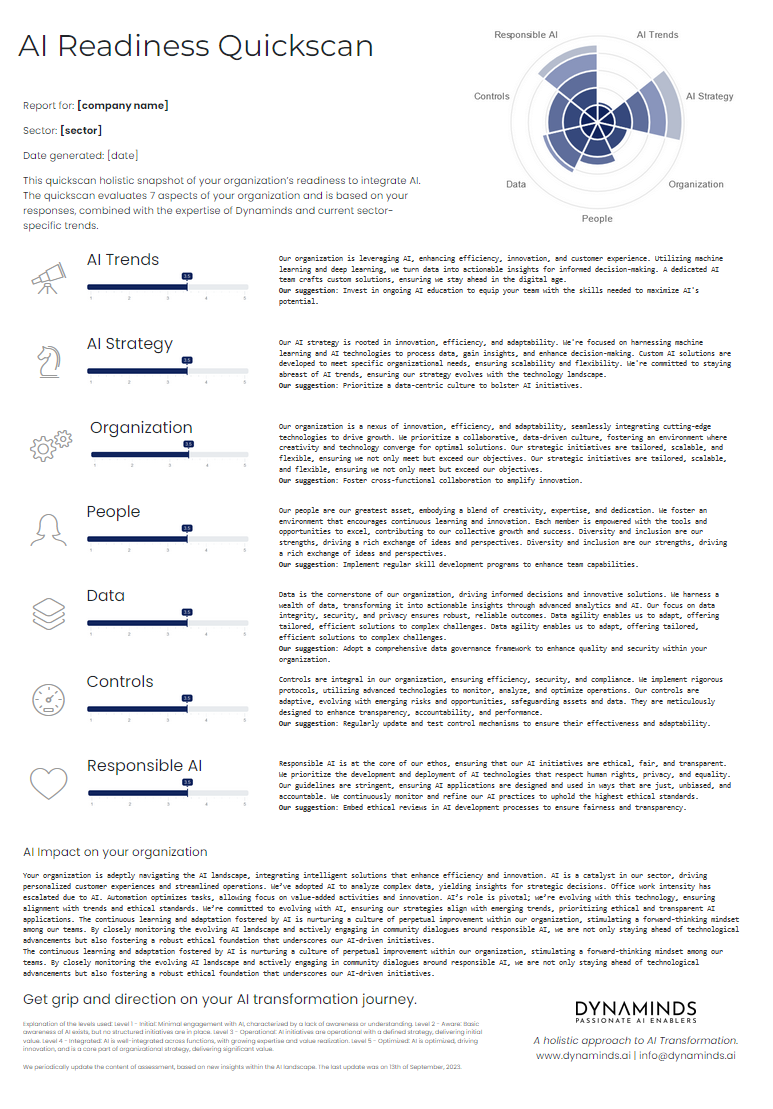 AI Readiness Quickscan
Responsible AI
AI Trends
Controls
AI Strategy
Data
Organization
People
Report for: [company name]
Sector: [sector]
Date generated: [date]
This quickscan holistic snapshot of your organization's readiness to integrate AI.
The quickscan evaluates 7 aspects of your organization and is based on your
responses, combined with the expertise of Dynaminds and current sector-
specific trends.
AI Trends
3.5
1 2 3 4 5
Our organization is leveraging AI, enhancing efficiency, innovation, and customer experience. Utilizing machine
learning and deep learning, we turn data into actionable insights for informed decision-making. A dedicated AI
team crafts custom solutions, ensuring we stay ahead in the digital age.
Our suggestion: Invest in ongoing AI education to equip your team with the skills needed to maximize AI's
potential.
AI Strategy
3.5
1 2 3 4 5
Our AI strategy is rooted in innovation, efficiency, and adaptability. We're focused on harnessing machine
learning and AI technologies to process data, gain insights, and enhance decision-making. Custom AI solutions are
developed to meet specific organizational needs, ensuring scalability and flexibility. We're committed to staying
abreast of AI trends, ensuring our strategy evolves with the technology landscape.
Our suggestion: Prioritize a data-centric culture to bolster AI initiatives.
Organization
3.5
1 2 3 4 5
Our organization is a nexus of innovation, efficiency, and adaptability, seamlessly integrating cutting-edge
technologies to drive growth. We prioritize a collaborative, data-driven culture, fostering an environment where
creativity and technology converge for optimal solutions. Our strategic initiatives are tailored, scalable, and
flexible, ensuring we not only meet but exceed our objectives. Our strategic initiatives are tailored, scalable,
and flexible, ensuring we not only meet but exceed our objectives.
Our suggestion: Foster cross-functional collaboration to amplify innovation.
People
3.5
1 2 3 4 5
Our people are our greatest asset, embodying a blend of creativity, expertise, and dedication. We foster an
environment that encourages continuous learning and innovation. Each member is empowered with the tools and
opportunities to excel, contributing to our collective growth and success. Diversity and inclusion are our
strengths, driving a rich exchange of ideas and perspectives. Diversity and inclusion are our strengths, driving
a rich exchange of ideas and perspectives.
Our suggestion: Implement regular skill development programs to enhance team capabilities.
Data
3.5
1 2 3 4 5
Data is the cornerstone of our organization, driving informed decisions and innovative solutions. We harness a
wealth of data, transforming it into actionable insights through advanced analytics and AI. Our focus on data
integrity, security, and privacy ensures robust, reliable outcomes. Data agility enables us to adapt, offering
tailored, efficient solutions to complex challenges. Data agility enables us to adapt, offering tailored,
efficient solutions to complex challenges.
Our suggestion: Adopt a comprehensive data governance framework to enhance quality and security within your
organization.
Controls
3.5
1 2 3 4 5
Controls are integral in our organization, ensuring efficiency, security, and compliance. We implement rigorous
protocols, utilizing advanced technologies to monitor, analyze, and optimize operations. Our controls are
adaptive, evolving with emerging risks and opportunities, safeguarding assets and data. They are meticulously
designed to enhance transparency, accountability, and performance.
Our suggestion: Regularly update and test control mechanisms to ensure their effectiveness and adaptability.
Responsible AI
3.5
1 2 3 4 5
Responsible AI is at the core of our ethos, ensuring that our AI initiatives are ethical, fair, and transparent.
We prioritize the development and deployment of AI technologies that respect human rights, privacy, and equality.
Our guidelines are stringent, ensuring AI applications are designed and used in ways that are just, unbiased, and
accountable. We continuously monitor and refine our AI practices to uphold the highest ethical standards.
Our suggestion: Embed ethical reviews in AI development processes to ensure fairness and transparency.
AI Impact on your organization
Your organization is adeptly navigating the AI landscape, integrating intelligent solutions that enhance efficiency and innovation. AI is a catalyst in our sector, driving
personalized customer experiences and streamlined operations. We've adopted AI to analyze complex data, yielding insights for strategic decisions. Office work intensity has
escalated due to AI. Automation optimizes tasks, allowing focus on value-added activities and innovation. AI's role is pivotal; we're evolving with this technology, ensuring
alignment with trends and ethical standards. We're committed to evolving with AI, ensuring our strategies align with emerging trends, prioritizing ethical and transparent AI
applications. The continuous learning and adaptation fostered by AI is nurturing a culture of perpetual improvement within our organization, stimulating a forward-thinking mindset
among our teams. By closely monitoring the evolving AI landscape and actively engaging in community dialogues around responsible AI, we are not only staying ahead of technological
advancements but also fostering a robust ethical foundation that underscores our AI-driven initiatives.
The continuous learning and adaptation fostered by AI is nurturing a culture of perpetual improvement within our organization, stimulating a forward-thinking mindset among our
teams. By closely monitoring the evolving AI landscape and actively engaging in community dialogues around responsible AI, we are not only staying ahead of technological
advancements but also fostering a robust ethical foundation that underscores our AI-driven initiatives.
Get grip and direction on your AI transformation journey.
Explanation of the levels used: Level 1 - Initial: Minimal engagement with AI, characterized by a lack of awareness or understanding. Level 2 - Aware: Basic
awareness of AI exists, but no structured initiatives are in place. Level 3 - Operational: AI initiatives are operational with a defined strategy, delivering initial
value. Level 4 - Integrated: AI is well-integrated across functions, with growing expertise and value realization. Level 5 - Optimized: AI is optimized, driving
innovation, and is a core part of organizational strategy, delivering significant value.
We periodically update the content of assessment, based on new insights within the AI landscape. The last update was on 13th of September, 2023.
DYNAMINDS
PASSIONATE AI ENABLERS
A holistic approach to AI Transformation.
www.dynaminds.ai | info@dynaminds.ai